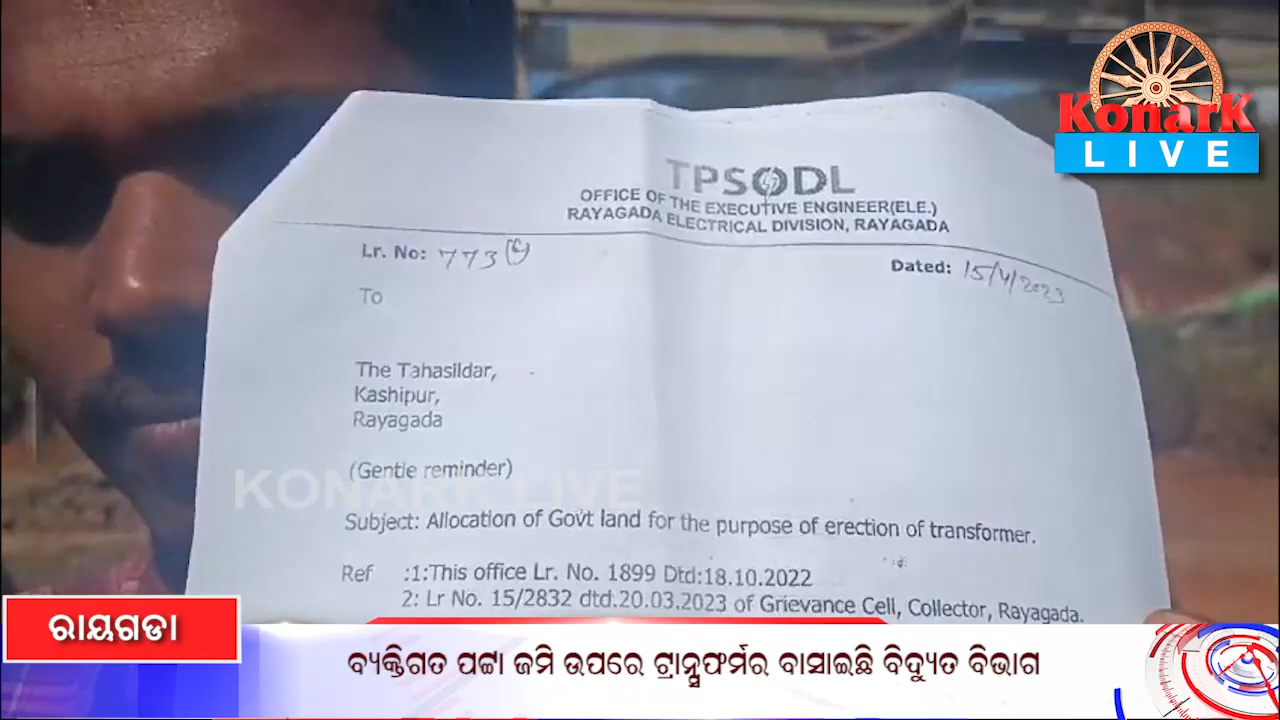 KonarK
LIVE
TPSODL
OFFICE OF THE EXECUTIVE ENGINEER(ELE.)
RAYAGADA ELECTRICAL DIVISION, RAYAGADA
Lr. No: 773
Dated: 15/4/2023
To
The Tahasildar,
Kashipur,
Rayagada
(Gentle reminder)
KONARK LIVE
Subject: Allocation of Govt land for the purpose of erection of transformer.
Ref :1:This office Lr. No. 1899 Dtd:18.10.2022
2: Lr No. 15/2832 dtd:20.03.2023 of Grievance Cell, Collector, Rayagada.
ରାୟଗଡା
ବ୍ୟକ୍ତିଗତ ପଟ୍ଟା ଜମି ଉପରେ ଟ୍ରାନ୍ସଫର୍ମର ବାସାଇଛି ବିଦ୍ୟୁତ ବିଭାଗ